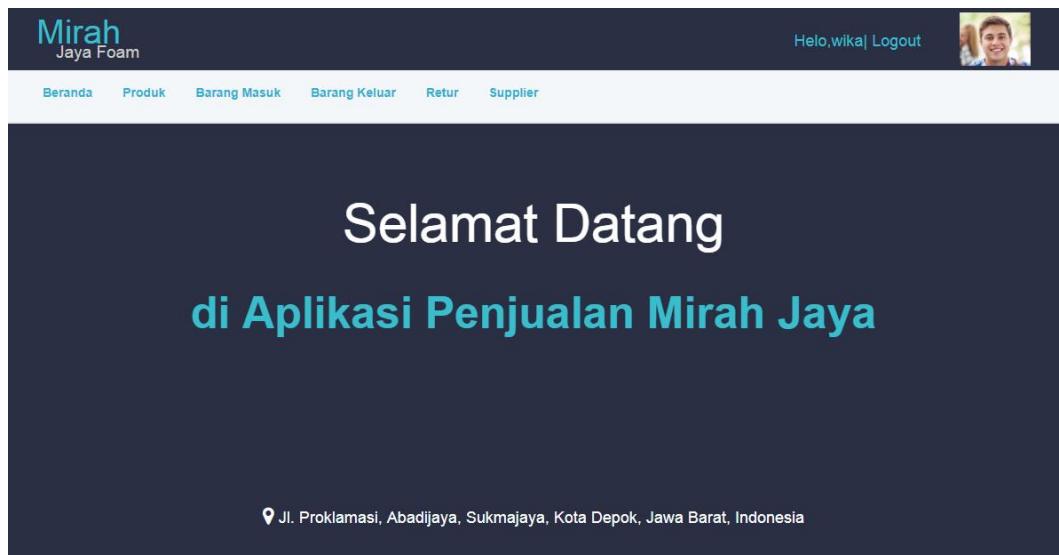 Mirah
Jaya Foam
Helo,wika| Logout
Beranda Produk Barang Masuk Barang Keluar Retur Supplier
Selamat Datang
di Aplikasi Penjualan Mirah Jaya
Jl. Proklamasi, Abadijaya, Sukmajaya, Kota Depok, Jawa Barat, Indonesia